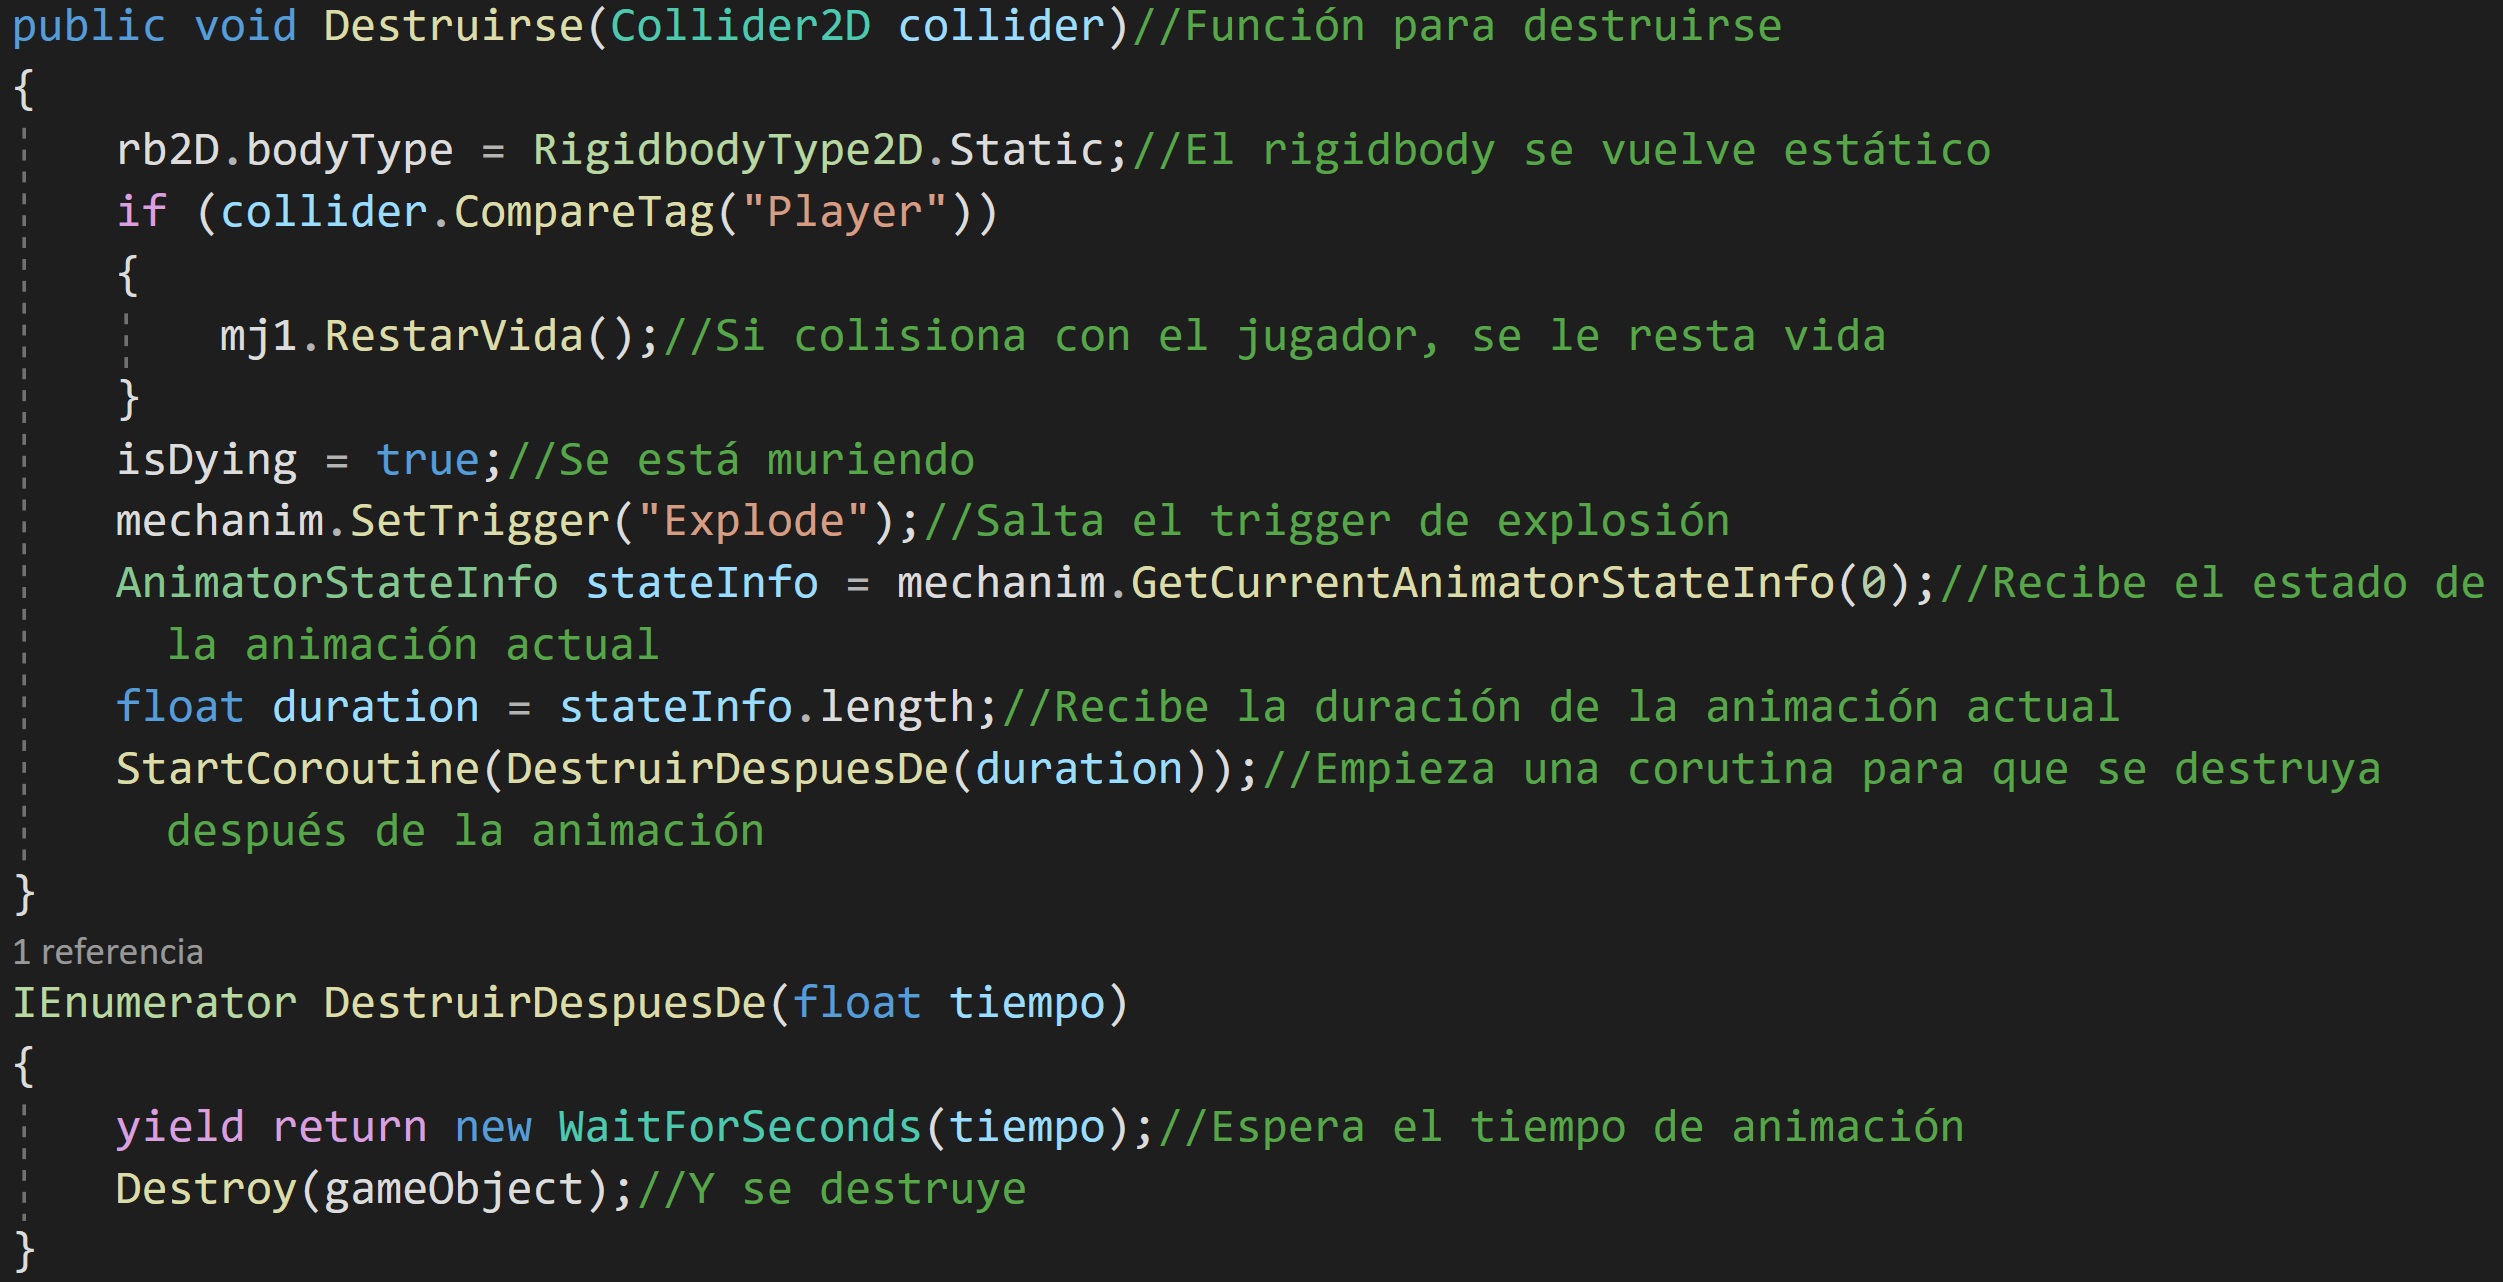 public void Destruirse(Collider2D collider)//Función para destruirse
{
    rb2D.bodyType = RigidbodyType2D.Static;//El rigidbody se vuelve estático
    if (collider.CompareTag("Player"))
    {
        mj1.RestarVida();//Si colisiona con el jugador, se le resta vida
    }
    isDying = true;//Se está muriendo
    mechanim.SetTrigger("Explode");//Salta el trigger de explosión
    AnimatorStateInfo stateInfo = mechanim.GetCurrentAnimatorStateInfo(0);//Recibe el estado de
      la animación actual
    float duration = stateInfo.length;//Recibe la duración de la animación actual
    StartCoroutine(DestruirDespuesDe(duration));//Empieza una corutina para que se destruya
      después de la animación
}
1 referencia
IEnumerator DestruirDespuesDe(float tiempo)
{
    yield return new WaitForSeconds(tiempo);//Espera el tiempo de animación
    Destroy(gameObject);//Y se destruye
}